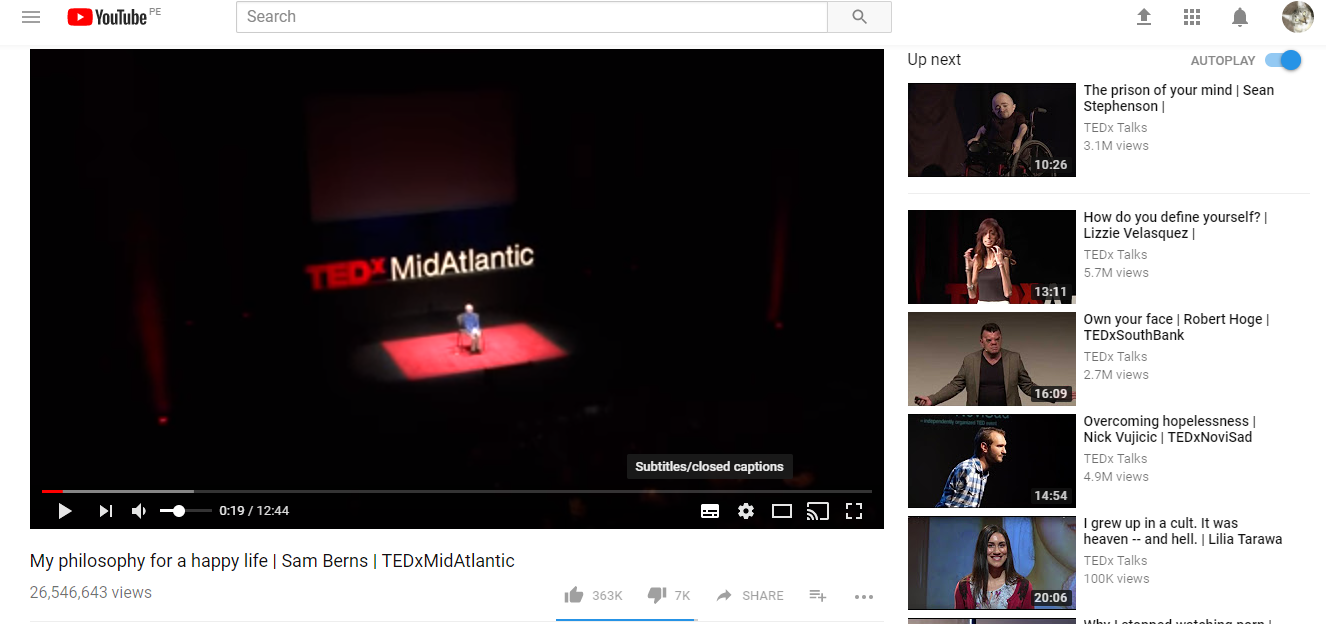 YouTube PE
Search
TEDx MidAtlantic
Subtitles/closed captions
0:19 / 12:44
My philosophy for a happy life | Sam Berns | TEDxMidAtlantic
26,546,643 views
363K
7K
SHARE
Up next
AUTOPLAY
10:26
The prison of your mind | Sean
Stephenson |
TEDx Talks
3.1M views
13:11
How do you define yourself? |
Lizzie Velasquez |
TEDx Talks
5.7M views
16:09
Own your face | Robert Hoge |
TEDxSouthBank
TEDx Talks
2.7M views
14:54
Overcoming hopelessness |
Nick Vujicic | TEDxNoviSad
TEDx Talks
4.9M views
20:06
I grew up in a cult. It was
heaven -- and hell. | Lilia Tarawa
TEDx Talks
100K views